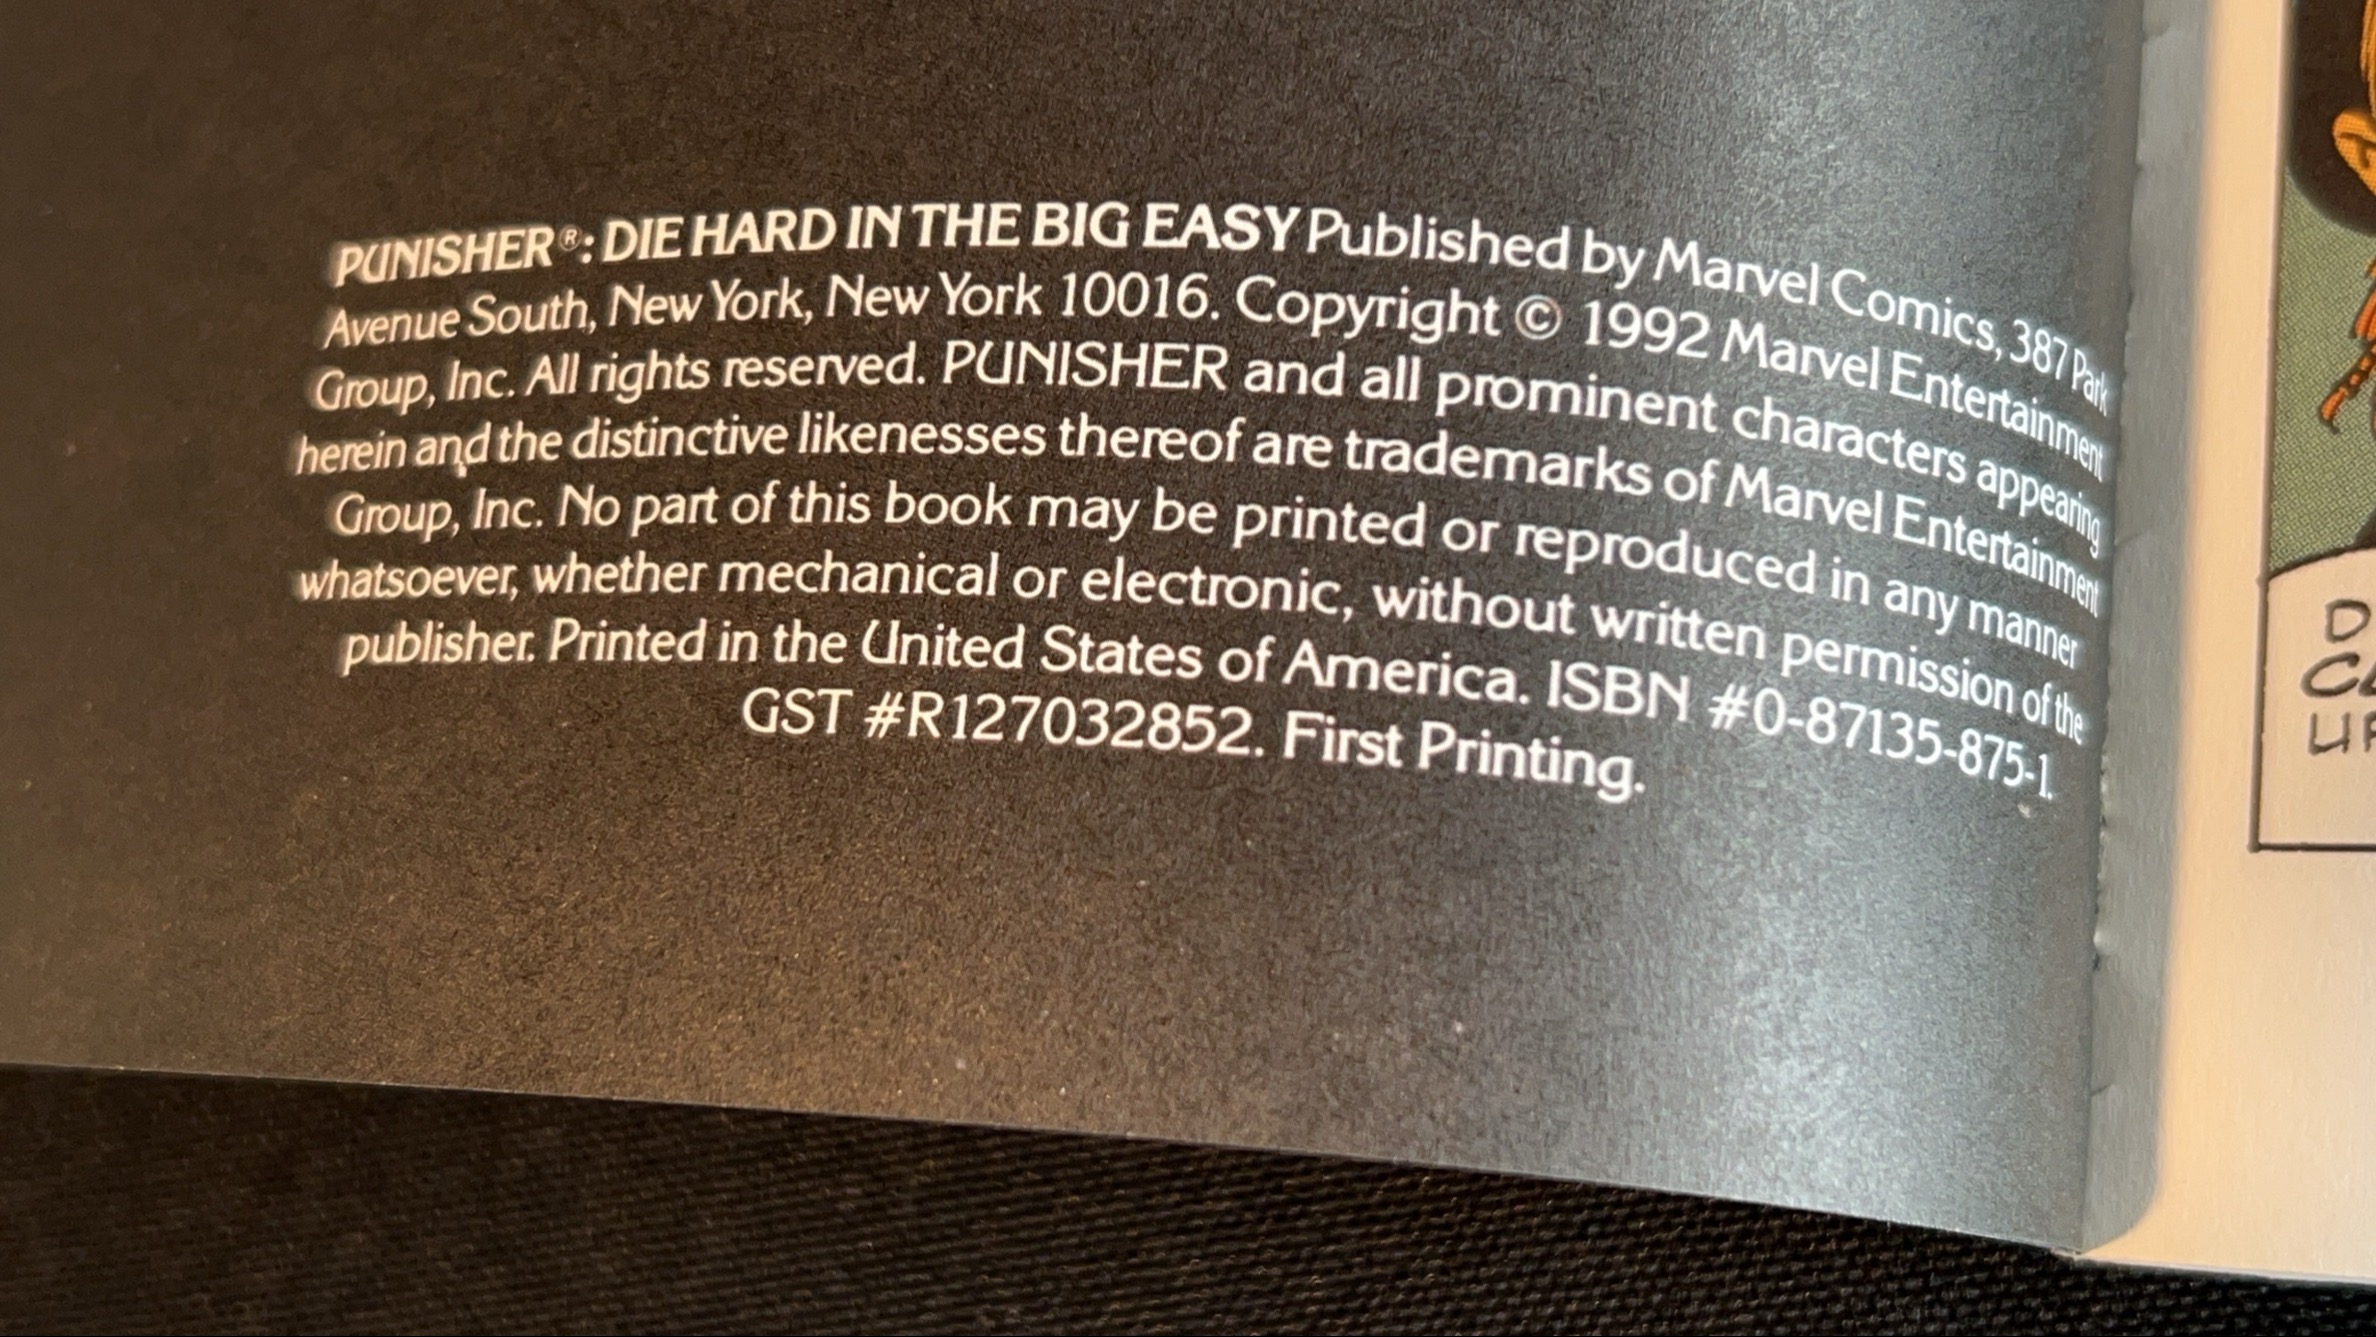 PUNISHER®: DIE HARD IN THE BIG EASY Published by Marvel Comics, 387 Park
Avenue South, New York, New York 10016. Copyright © 1992 Marvel Entertainment
Group, Inc. All rights reserved. PUNISHER and all prominent characters appearing
herein and the distinctive likenesses thereof are trademarks of Marvel Entertainment
Group, Inc. No part of this book may be printed or reproduced in any manner
whatsoever, whether mechanical or electronic, without written permission of the
publisher. Printed in the United States of America. ISBN #0-87135-875-1.
GST #R127032852. First Printing.